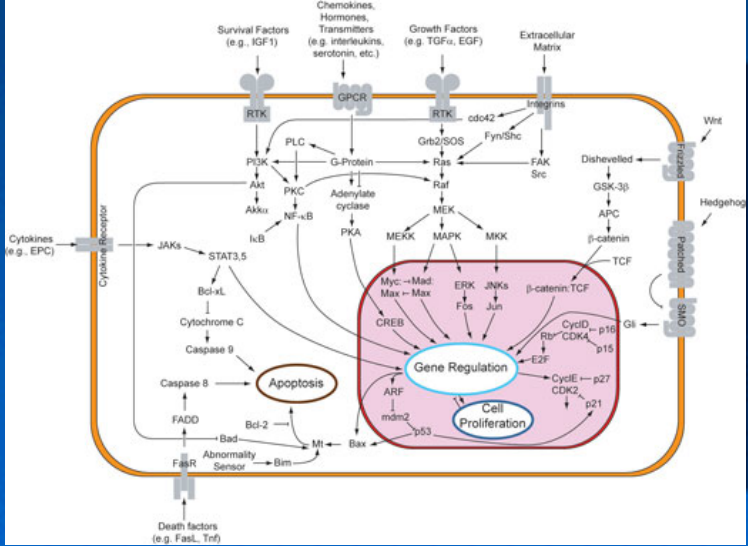 Chemokines,
Hormones,
Transmitters
(e.g. interleukins,
serotonin, etc.)
Survival Factors
(e.g., IGF1)
Growth Factors
(e.g. TGFα, EGF)
Extracellular
Matrix
RTK
GPCR
RTK
Integrins
cdc42
Wnt
Frizzled
PLC
Grb2/SOS
Fyn/Shc
PI3K
G-Protein
Ras
FAK
Src
Dishevelled
Akt
PKC
Adenylate
cyclase
Raf
GSK-3β
Hedgehog
Akkα
NF-κB
MEK
APC
Patched
IκB
PKA
MEKK
MAPK
MKK
β-catenin
Cytokines
(e.g., EPC)
Cytokine Receptor
JAKs
STAT3,5
TCF
Myc:
Max
Mad:
Max
ERK
Fos
JNKs
Jun
β-catenin:TCF
SMO
Gli
Bcl-xL
CREB
CyclD
CDK4
p16
p15
Rb
E2F
Cytochrome C
Caspase 9
Gene Regulation
Caspase 8
Apoptosis
CyclE
CDK2
p27
p21
ARF
FADD
Bcl-2
mdm2
Cell
Proliferation
p53
Bad
Mt
Bax
FasR
Abnormality
Sensor
Bim
Death factors
(e.g. FasL, Tnf)